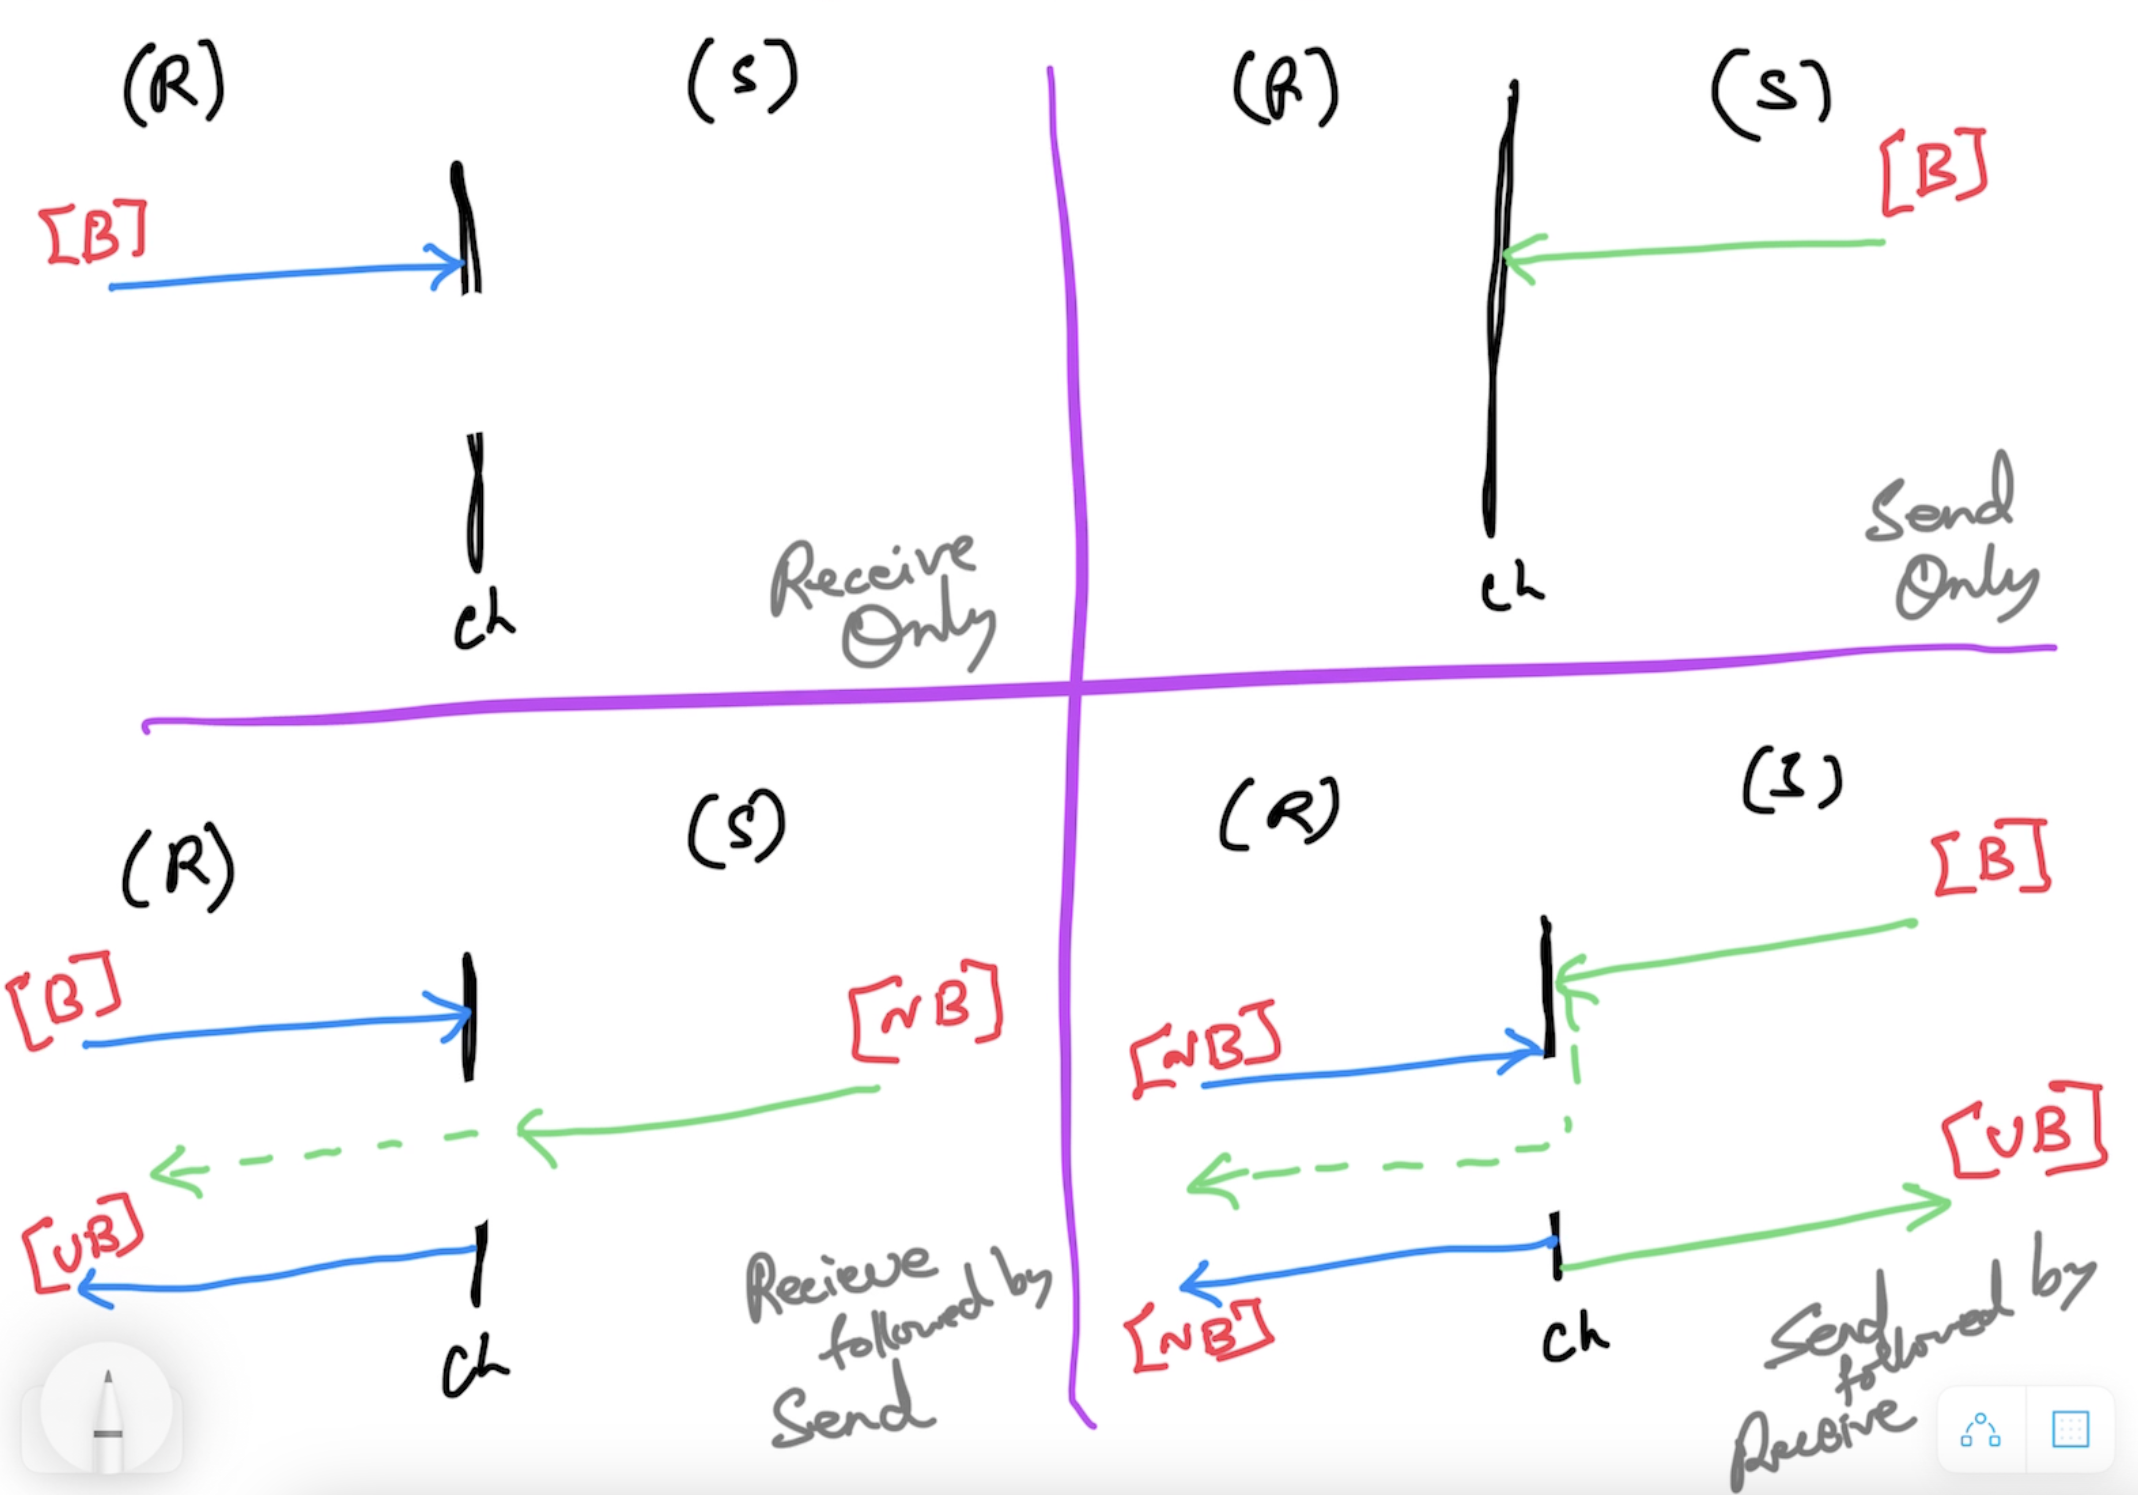 (R)
(S)
[B]
ch
Receive
Only
(R)
(S)
[B]
ch
Send
Only
(R)
(S)
[B]
[NB]
[UB]
ch
Recieve
followed by
Send
(R)
(S)
[B]
[NB]
[UB]
[NB]
ch
Send
followed by
Receive